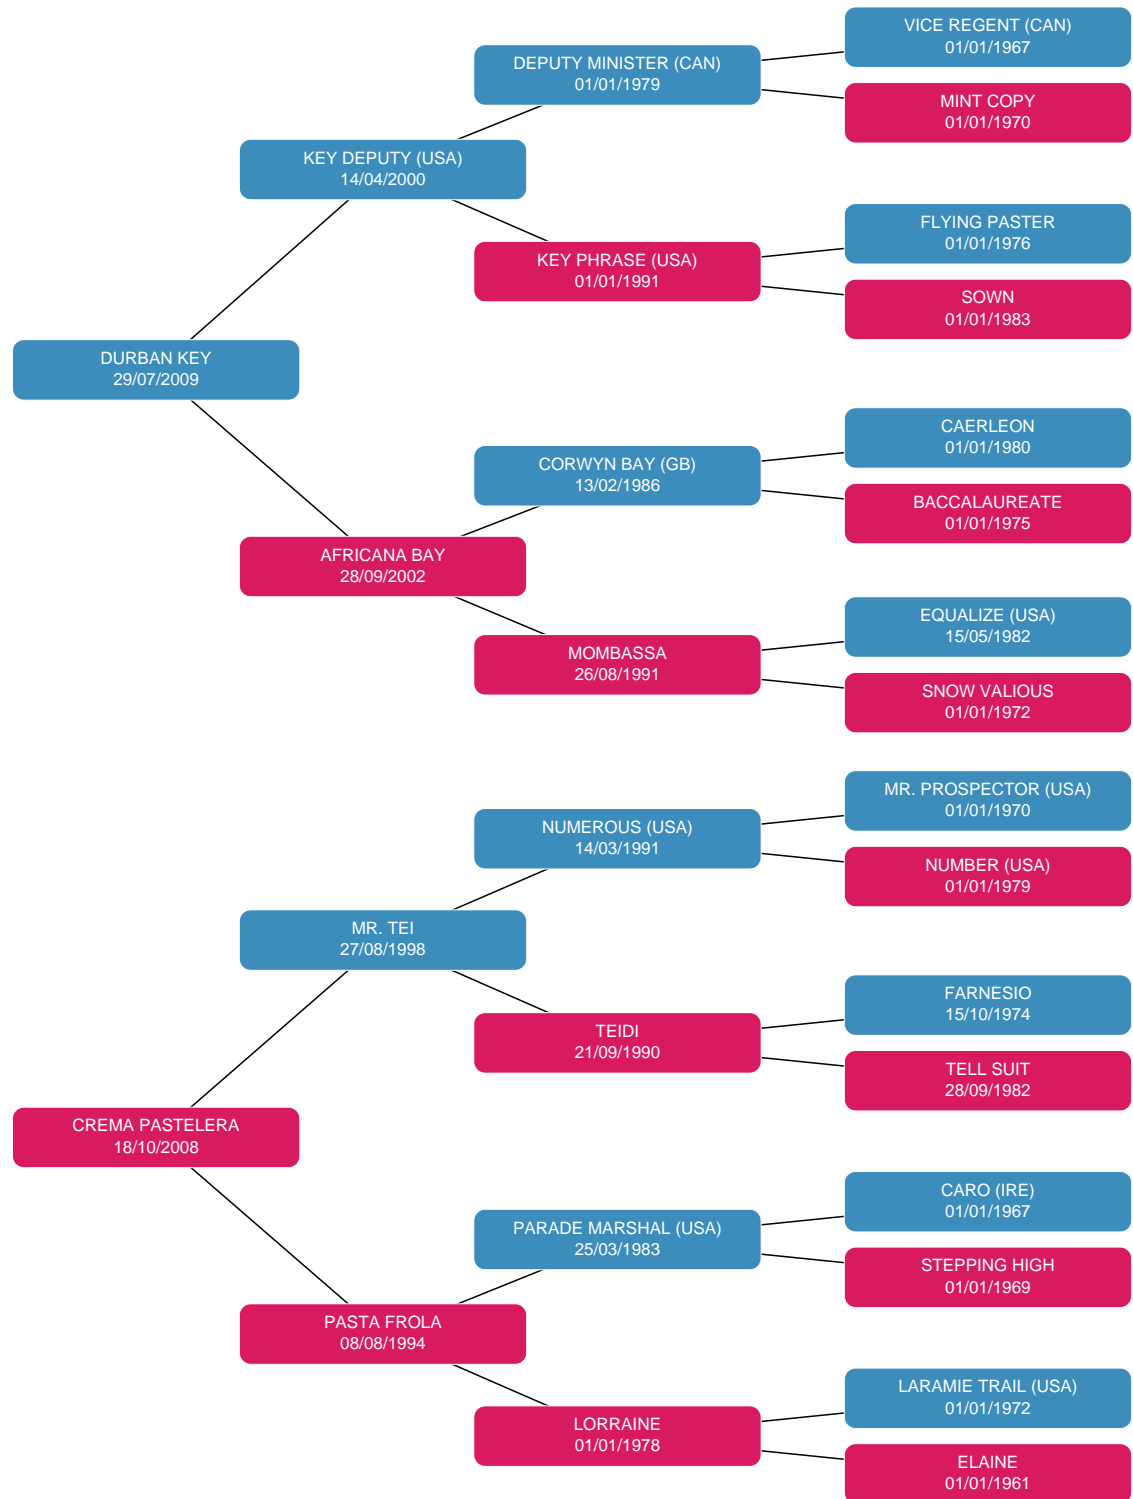 VICE REGENT (CAN)
01/01/1967
DEPUTY MINISTER (CAN)
01/01/1979
MINT COPY
01/01/1970
KEY DEPUTY (USA)
14/04/2000
FLYING PASTER
01/01/1976
KEY PHRASE (USA)
01/01/1991
SOWN
01/01/1983
DURBAN KEY
29/07/2009
CAERLEON
01/01/1980
CORWYN BAY (GB)
13/02/1986
BACCALAUREATE
01/01/1975
AFRICANA BAY
28/09/2002
EQUALIZE (USA)
15/05/1982
MOMBASSA
26/08/1991
SNOW VALIOUS
01/01/1972
MR. PROSPECTOR (USA)
01/01/1970
NUMEROUS (USA)
14/03/1991
NUMBER (USA)
01/01/1979
MR. TEI
27/08/1998
FARNESIO
15/10/1974
TEIDI
21/09/1990
TELL SUIT
28/09/1982
CREMA PASTELERA
18/10/2008
CARO (IRE)
01/01/1967
PARADE MARSHAL (USA)
25/03/1983
STEPPING HIGH
01/01/1969
PASTA FROLA
08/08/1994
LARAMIE TRAIL (USA)
01/01/1972
LORRAINE
01/01/1978
ELAINE
01/01/1961